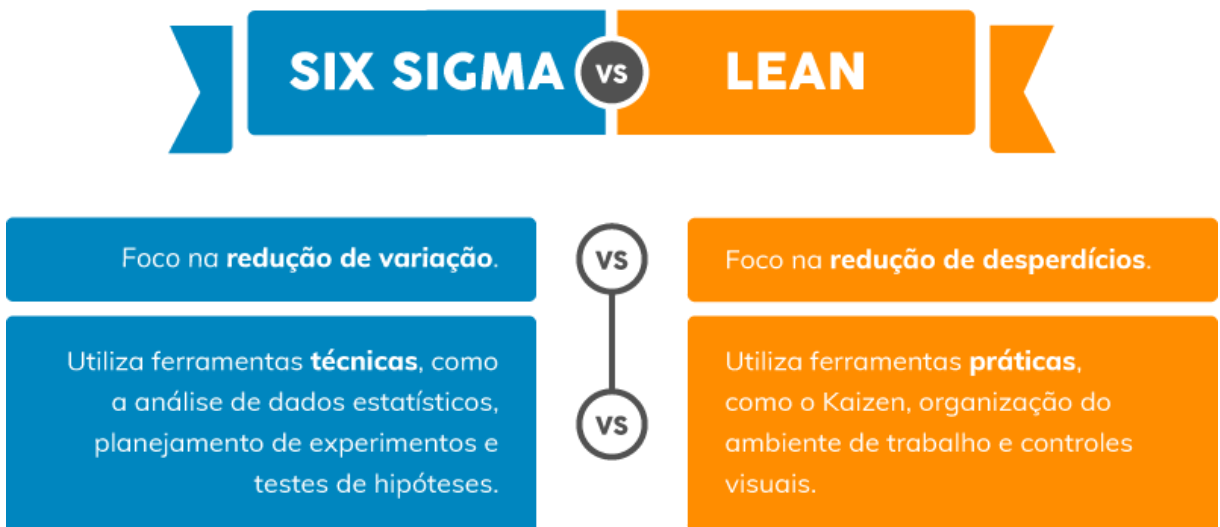 SIX SIGMA
VS
LEAN
Foco na redução de variação.
VS
Foco na redução de desperdícios.
Utiliza ferramentas técnicas, como
a análise de dados estatísticos,
planejamento de experimentos e
testes de hipóteses.
VS
Utiliza ferramentas práticas,
como o Kaizen, organização do
ambiente de trabalho e controles
visuais.